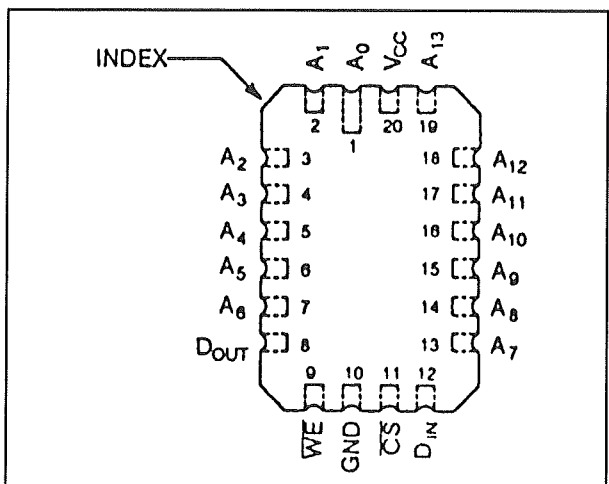 INDEX
A1 A0 VCC A13
2 1 20 19
A2 3 18 A12
A3 4 17 A11
A4 5 16 A10
A5 6 15 A9
A6 7 14 A8
DOUT 8 13 A7
9 10 11 12
W̅E̅ GND C̅S̅ DIN